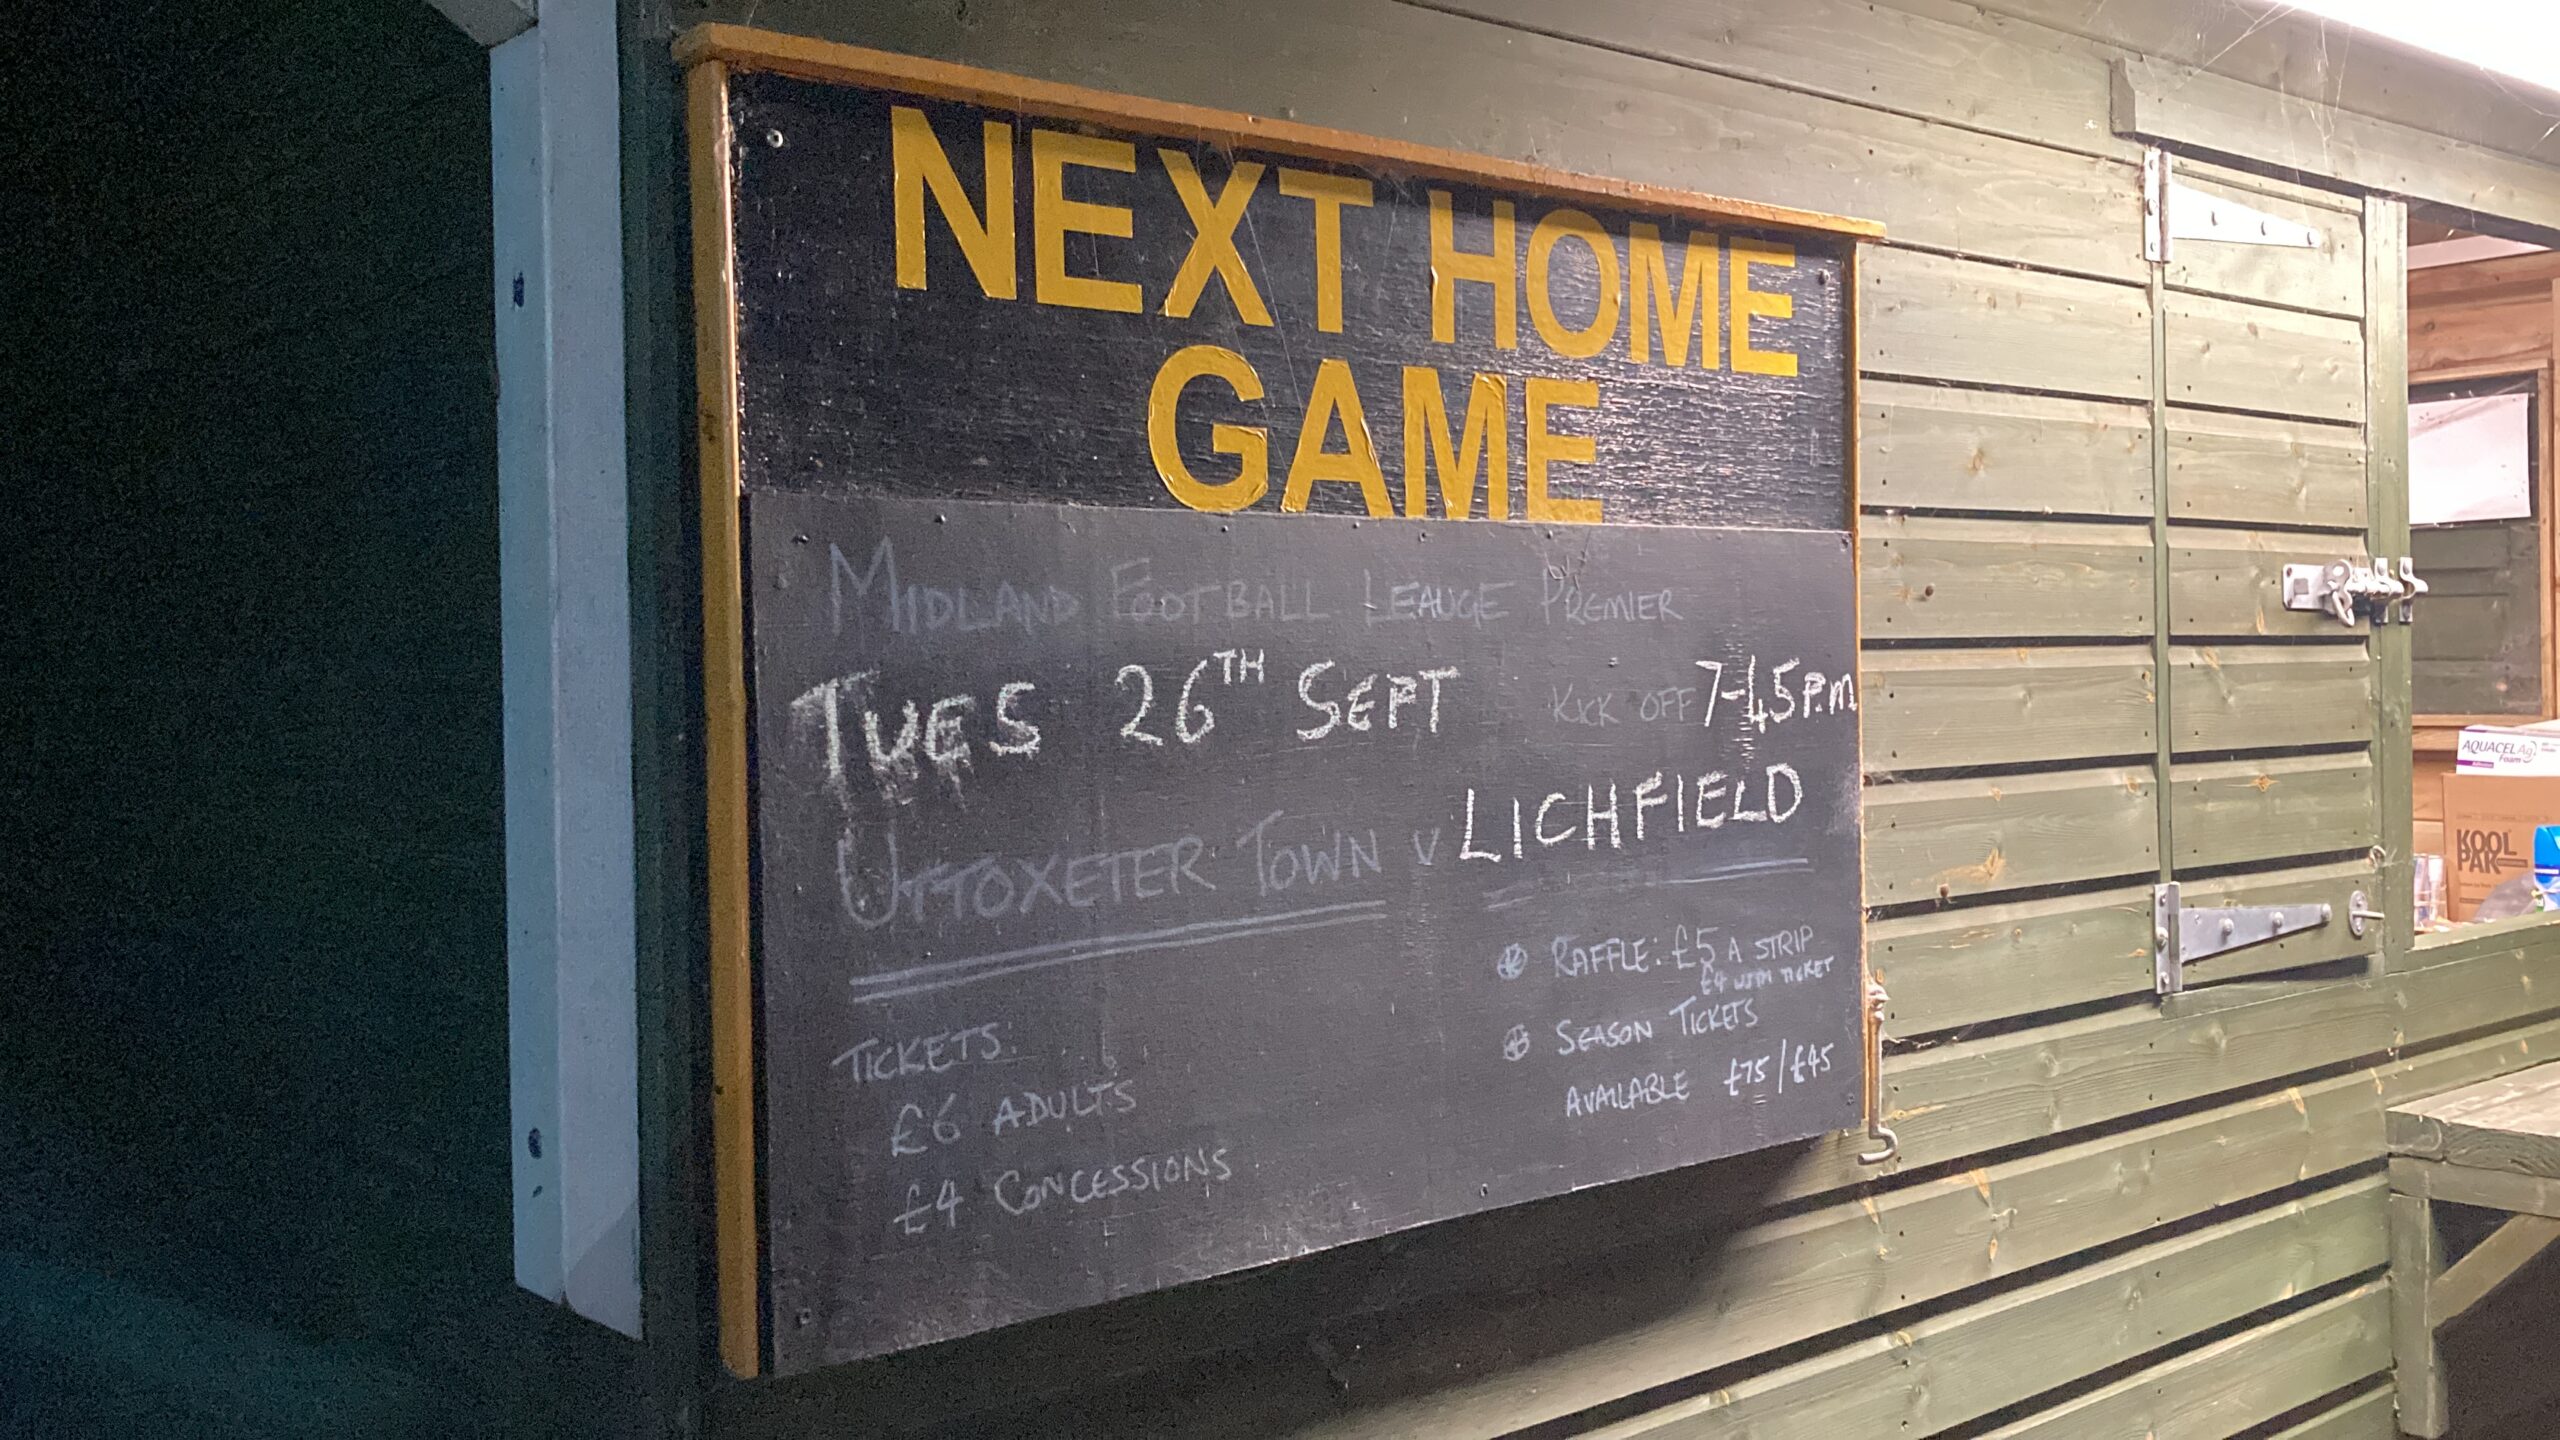 NEXT HOME
GAME
MIDLAND FOOTBALL LEAUGE PREMIER
TUES 26TH SEPT KICK OFF 7-45P.M
UTTOXETER TOWN V LICHFIELD
TICKETS:
£6 ADULTS
£4 CONCESSIONS
RAFFLE: £5 A STRIP
£4 WITH TICKET
SEASON TICKETS
AVAILABLE £75/£45
AQUACEL Ag
Foam
KOOL
PAK